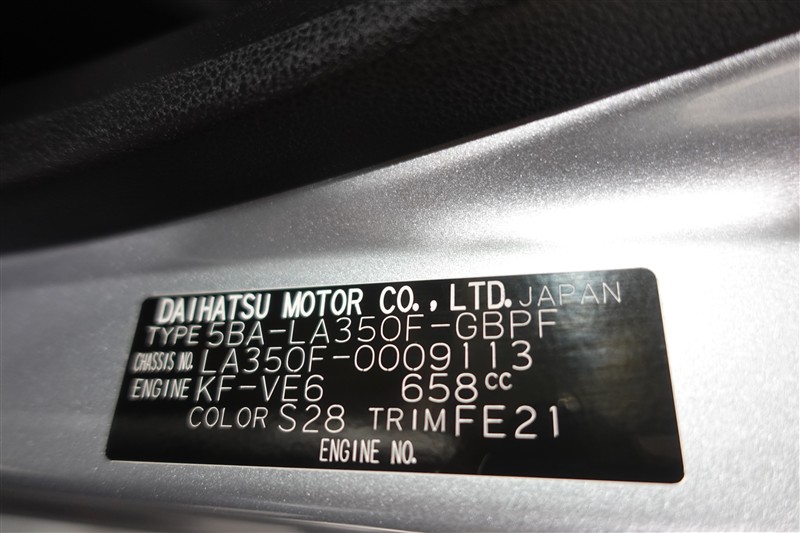 DAIHATSU MOTOR CO., LTD. JAPAN
TYPE 5BA-LA350F-GBPF
CHASSIS NO. LA350F-0009113
ENGINE KF-VE6 658cc
COLOR S28 TRIM FE21
ENGINE NO.